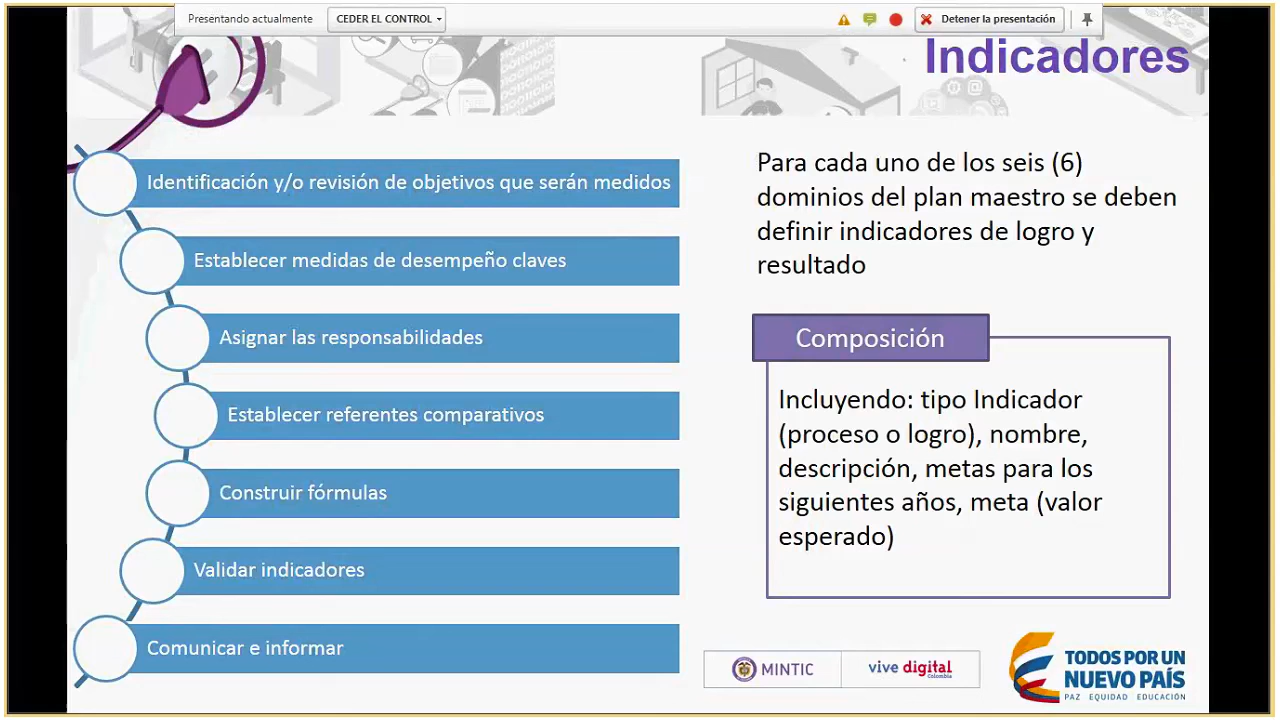 Presentando actualmente
CEDER EL CONTROL
Detener la presentación
Indicadores
Identificación y/o revisión de objetivos que serán medidos
Establecer medidas de desempeño claves
Asignar las responsabilidades
Establecer referentes comparativos
Construir fórmulas
Validar indicadores
Comunicar e informar
Para cada uno de los seis (6)
dominios del plan maestro se deben
definir indicadores de logro y
resultado
Composición
Incluyendo: tipo Indicador
(proceso o logro), nombre,
descripción, metas para los
siguientes años, meta (valor
esperado)
MINTIC
vive digital
Colombia
TODOS POR UN
NUEVO PAÍS
PAZ EQUIDAD EDUCACIÓN